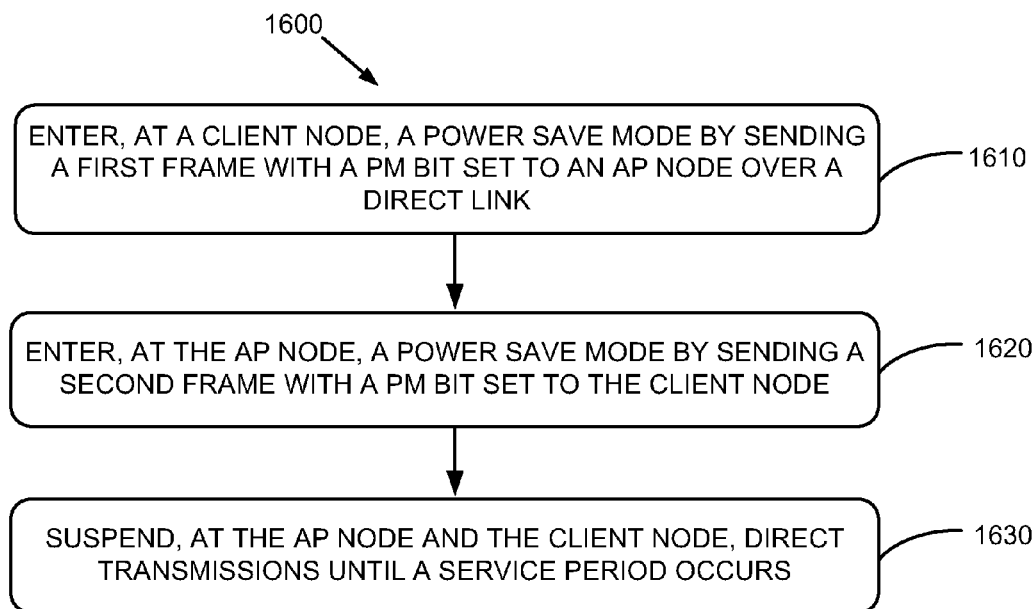 1600
ENTER, AT A CLIENT NODE, A POWER SAVE MODE BY SENDING
A FIRST FRAME WITH A PM BIT SET TO AN AP NODE OVER A
DIRECT LINK
1610
ENTER, AT THE AP NODE, A POWER SAVE MODE BY SENDING A
SECOND FRAME WITH A PM BIT SET TO THE CLIENT NODE
1620
SUSPEND, AT THE AP NODE AND THE CLIENT NODE, DIRECT
TRANSMISSIONS UNTIL A SERVICE PERIOD OCCURS
1630